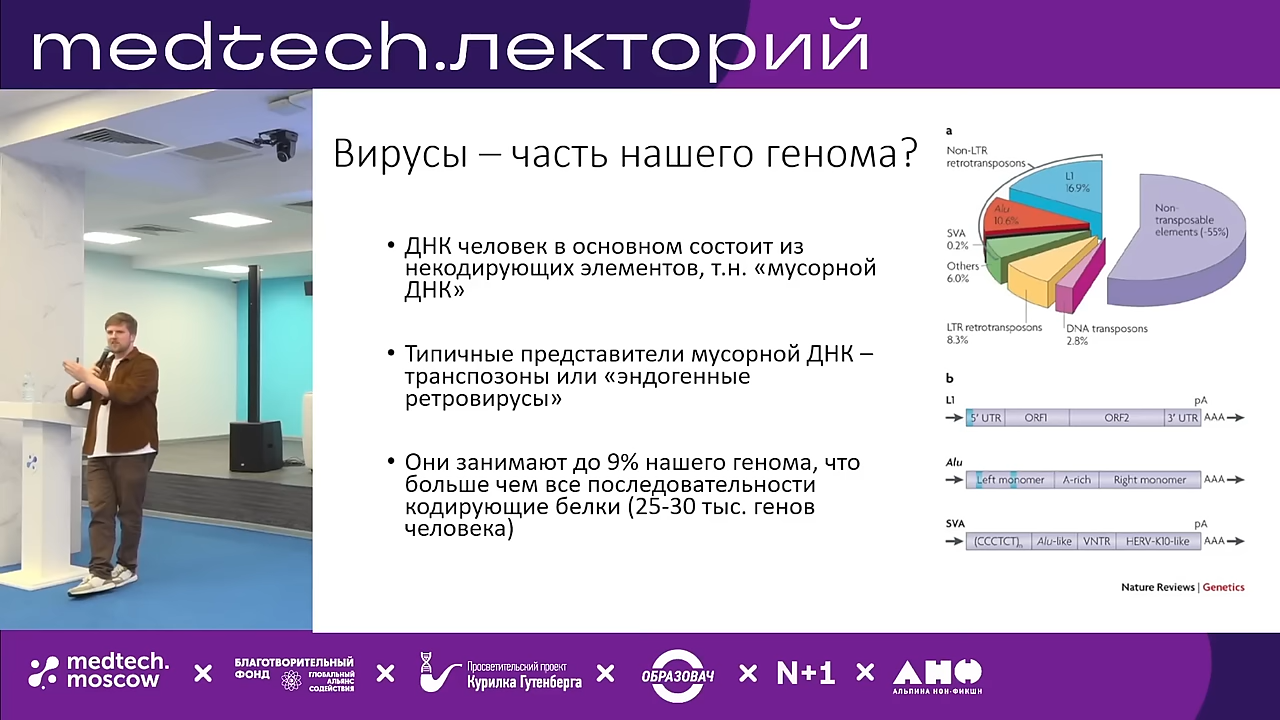 medtech.лекторий
Вирусы – часть нашего генома?
• ДНК человек в основном состоит из
некодирующих элементов, т.н. «мусорной
ДНК»
• Типичные представители мусорной ДНК –
транспозоны или «эндогенные
ретровирусы»
• Они занимают до 9% нашего генома, что
больше чем все последовательности
кодирующие белки (25-30 тыс. генов
человека)
a
Non-LTR
retrotransposons
L1
16.9%
Alu
10.6%
SVA
0.2%
Others
6.0%
LTR retrotransposons
8.3%
DNA transposons
2.8%
Non-
transposable
elements (-55%)
b
L1
pA
5' UTR ORF1 ORF2 3' UTR AAA
Alu
Left monomer A-rich Right monomer AAA
SVA
pA
(CCCTCT)n Alu-like VNTR HERV-K10-like AAA
Nature Reviews | Genetics
medtech.
moscow
×
БЛАГОТВОРИТЕЛЬНЫЙ
ФОНД
ГЛОБАЛЬНЫЙ
АЛЬЯНС
СОДЕЙСТВИЯ
×
Просветительский проект
Курилка Гутенберга
×
ОБРАЗОВАЧ
×
N+1
×
АНФ
АЛЬПИНА НОН-ФИКШН